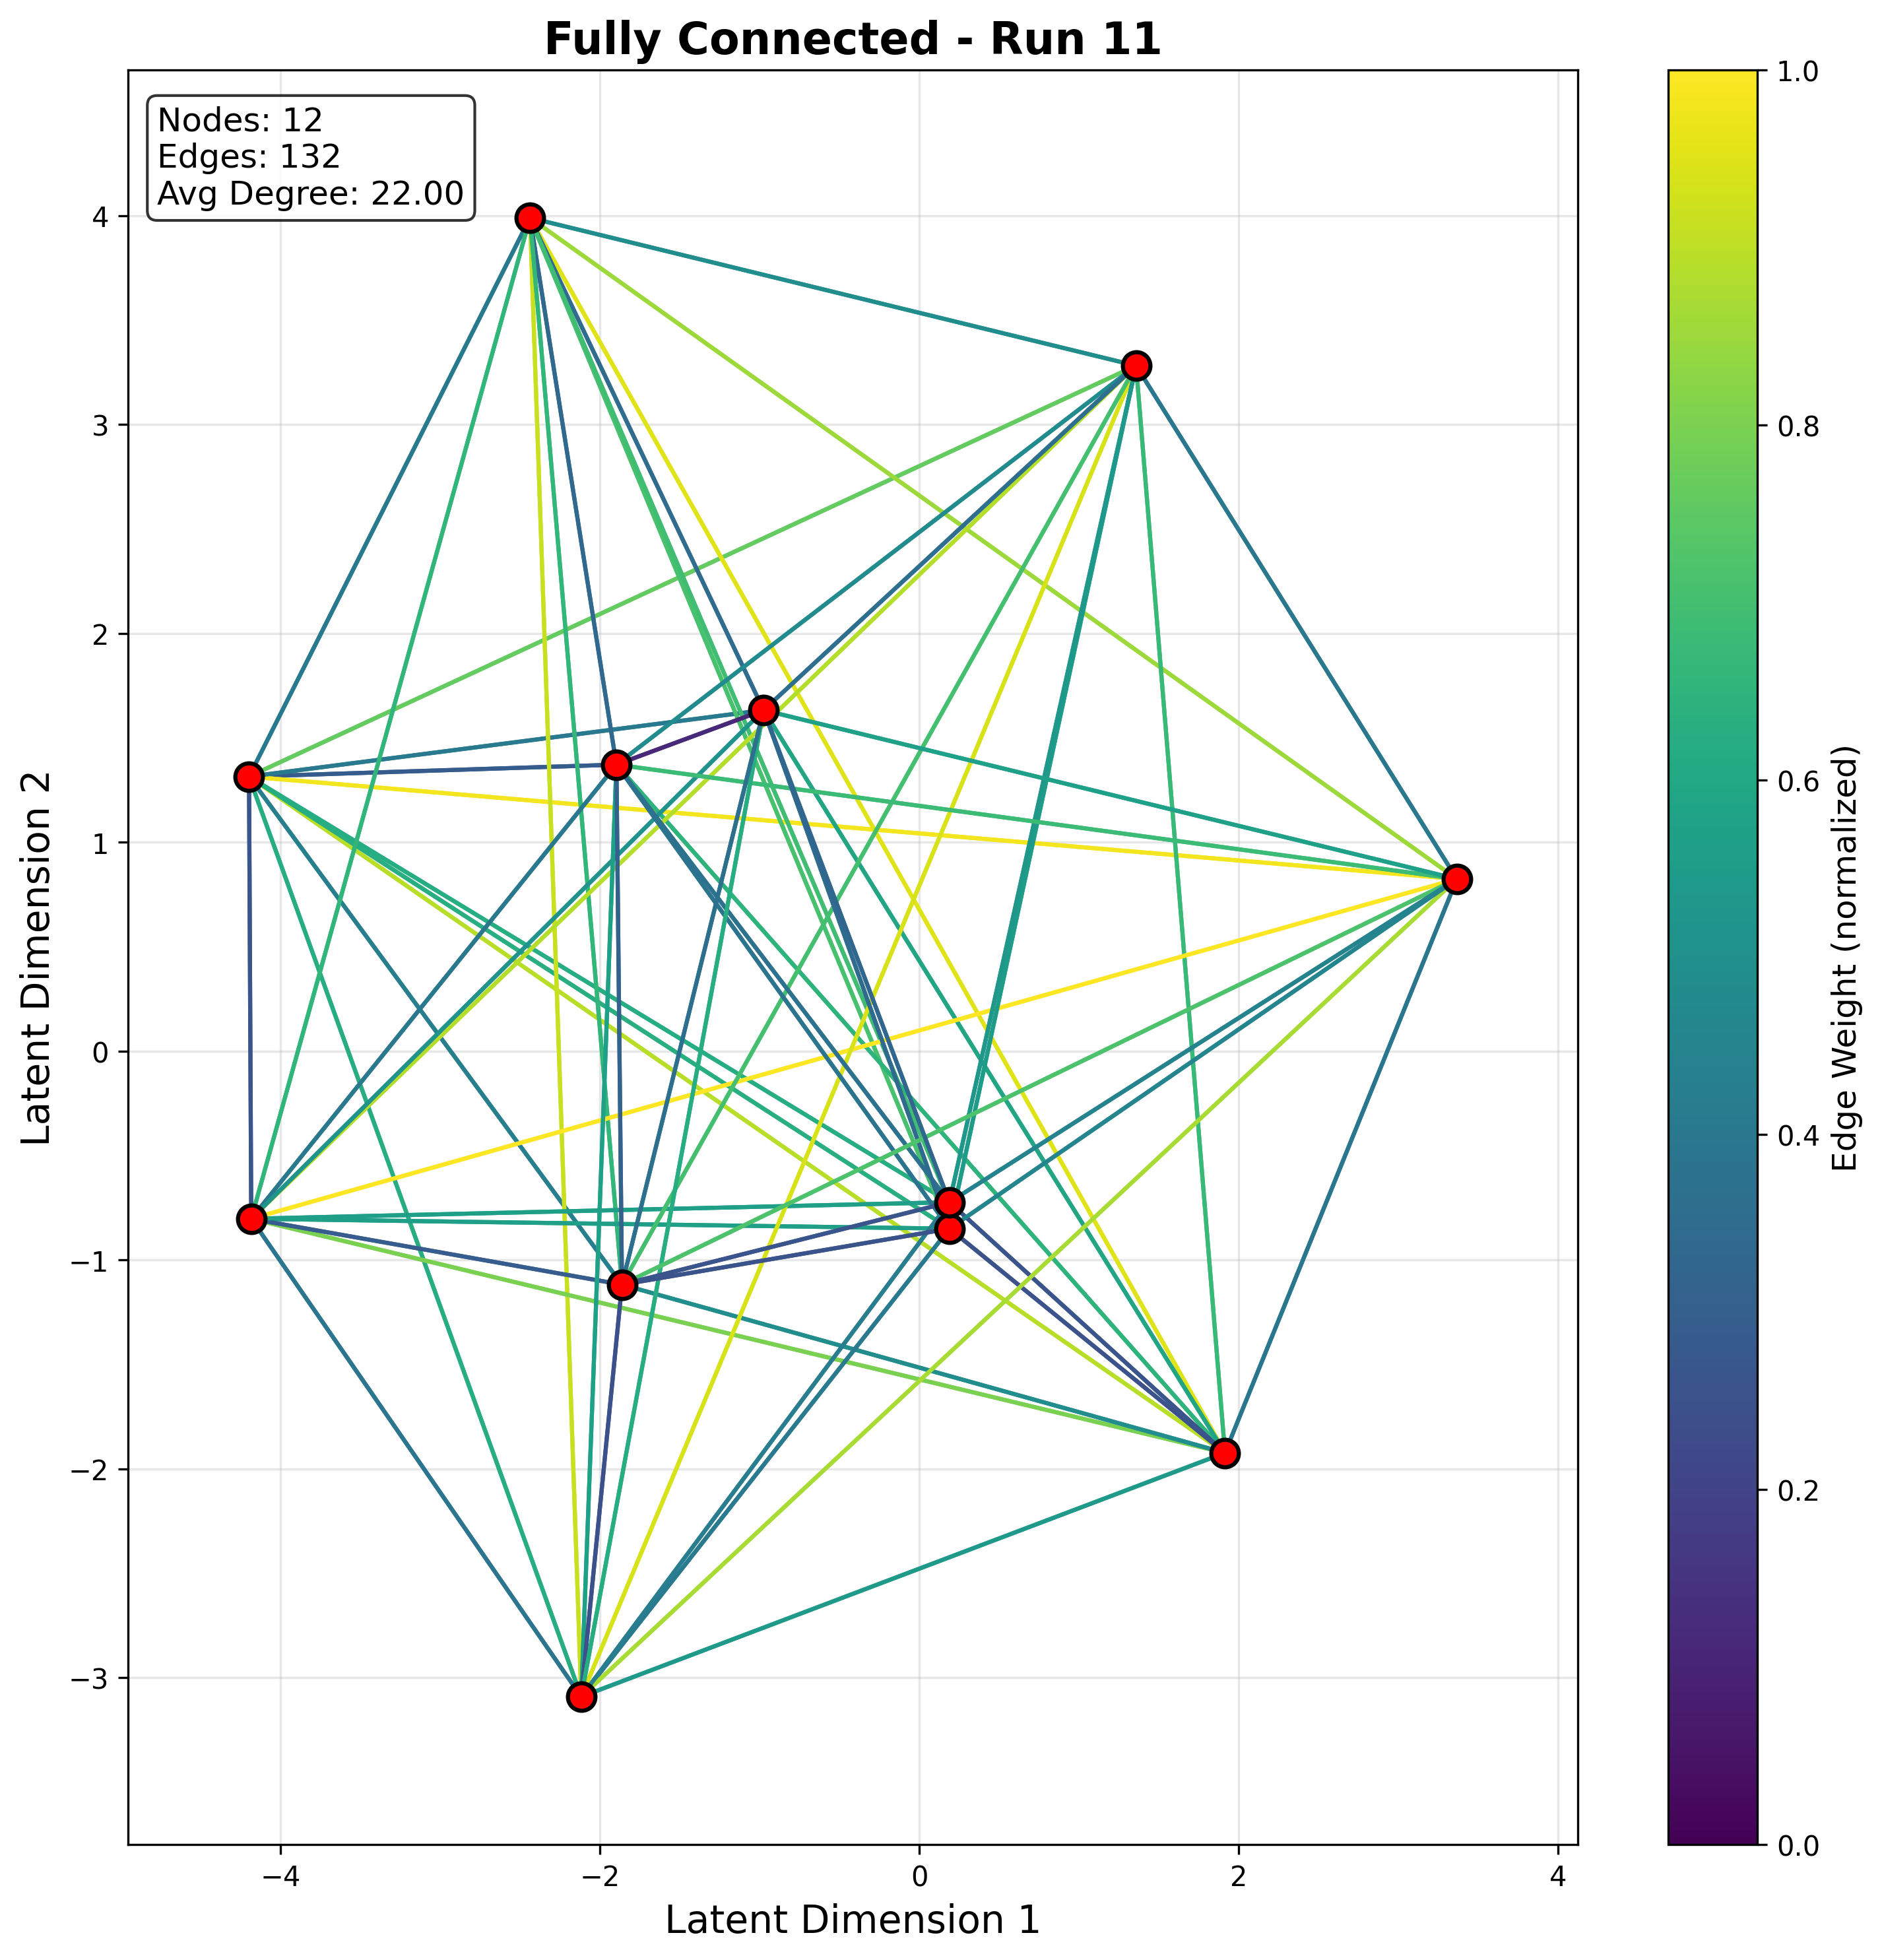 Fully Connected - Run 11
Nodes: 12
Edges: 132
Avg Degree: 22.00
4
3
2
1
0
−1
−2
−3
−4
−2
0
2
4
Latent Dimension 1
Latent Dimension 2
1.0
0.8
0.6
0.4
0.2
0.0
Edge Weight (normalized)